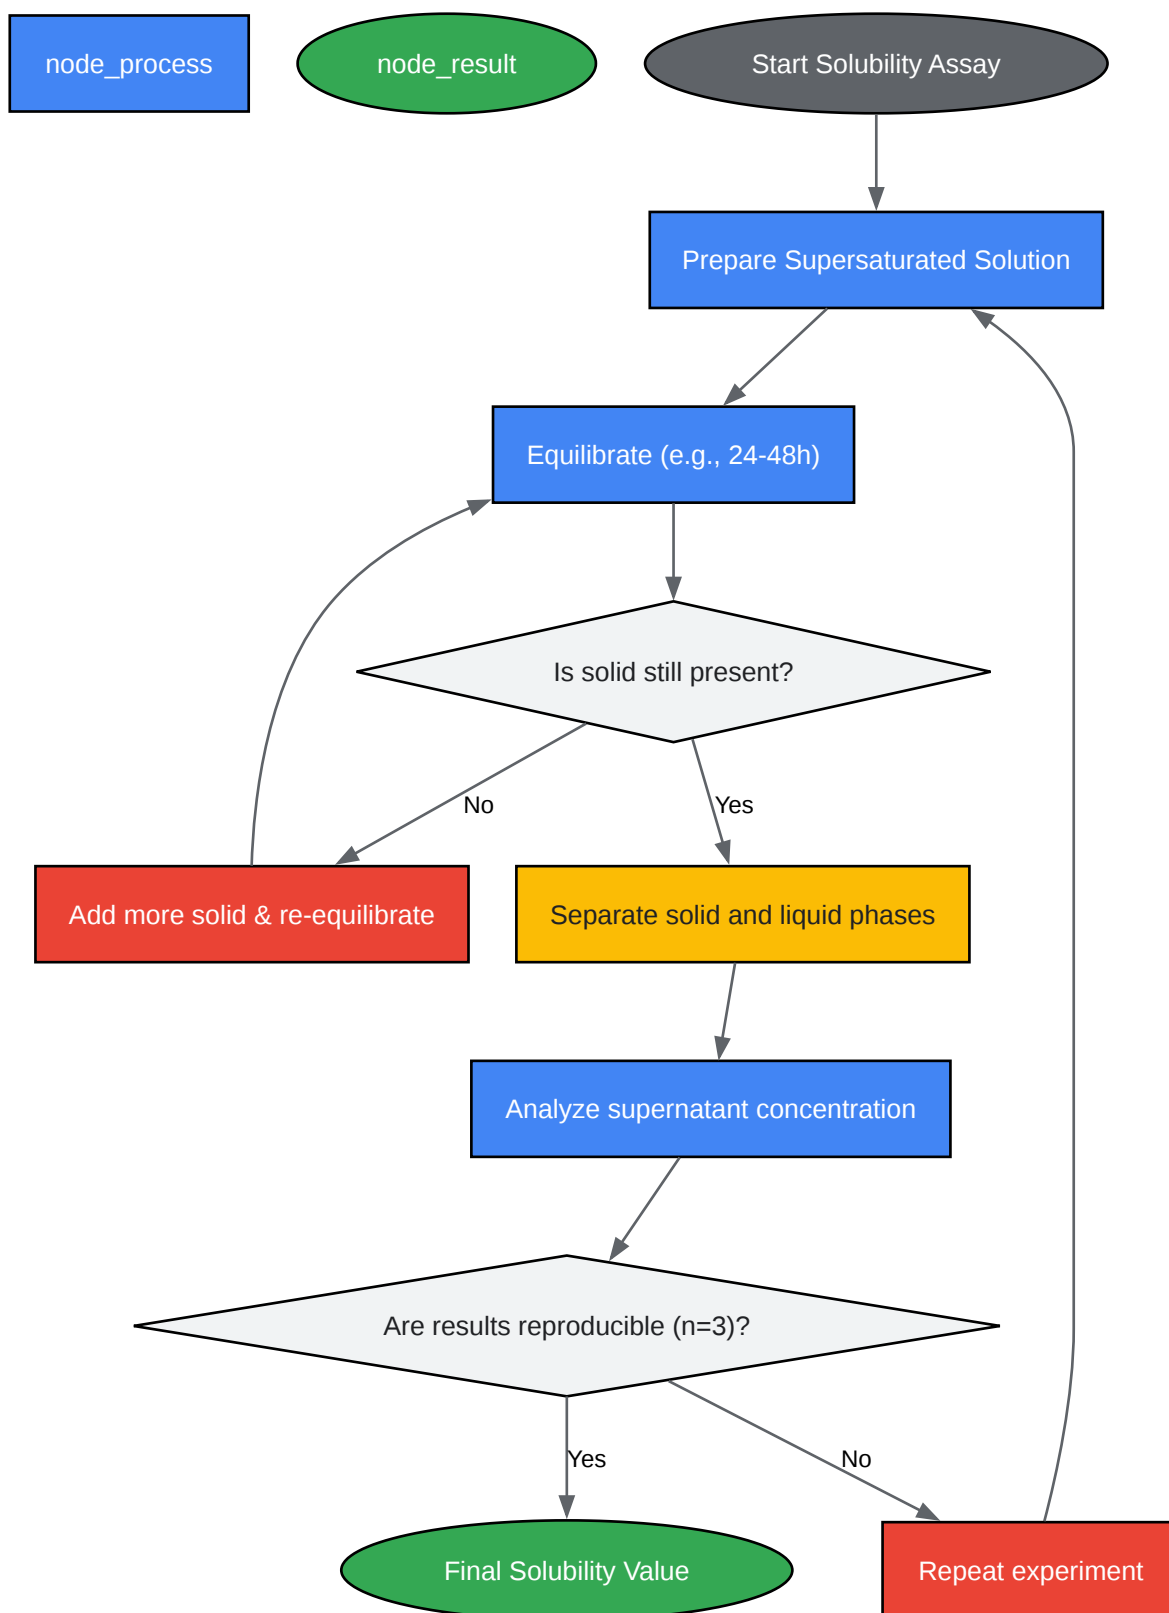 node_process
node_result
Start Solubility Assay
Prepare Supersaturated Solution
Equilibrate (e.g., 24-48h)
Is solid still present?
No
Yes
Add more solid & re-equilibrate
Separate solid and liquid phases
Analyze supernatant concentration
Are results reproducible (n=3)?
Yes
No
Final Solubility Value
Repeat experiment